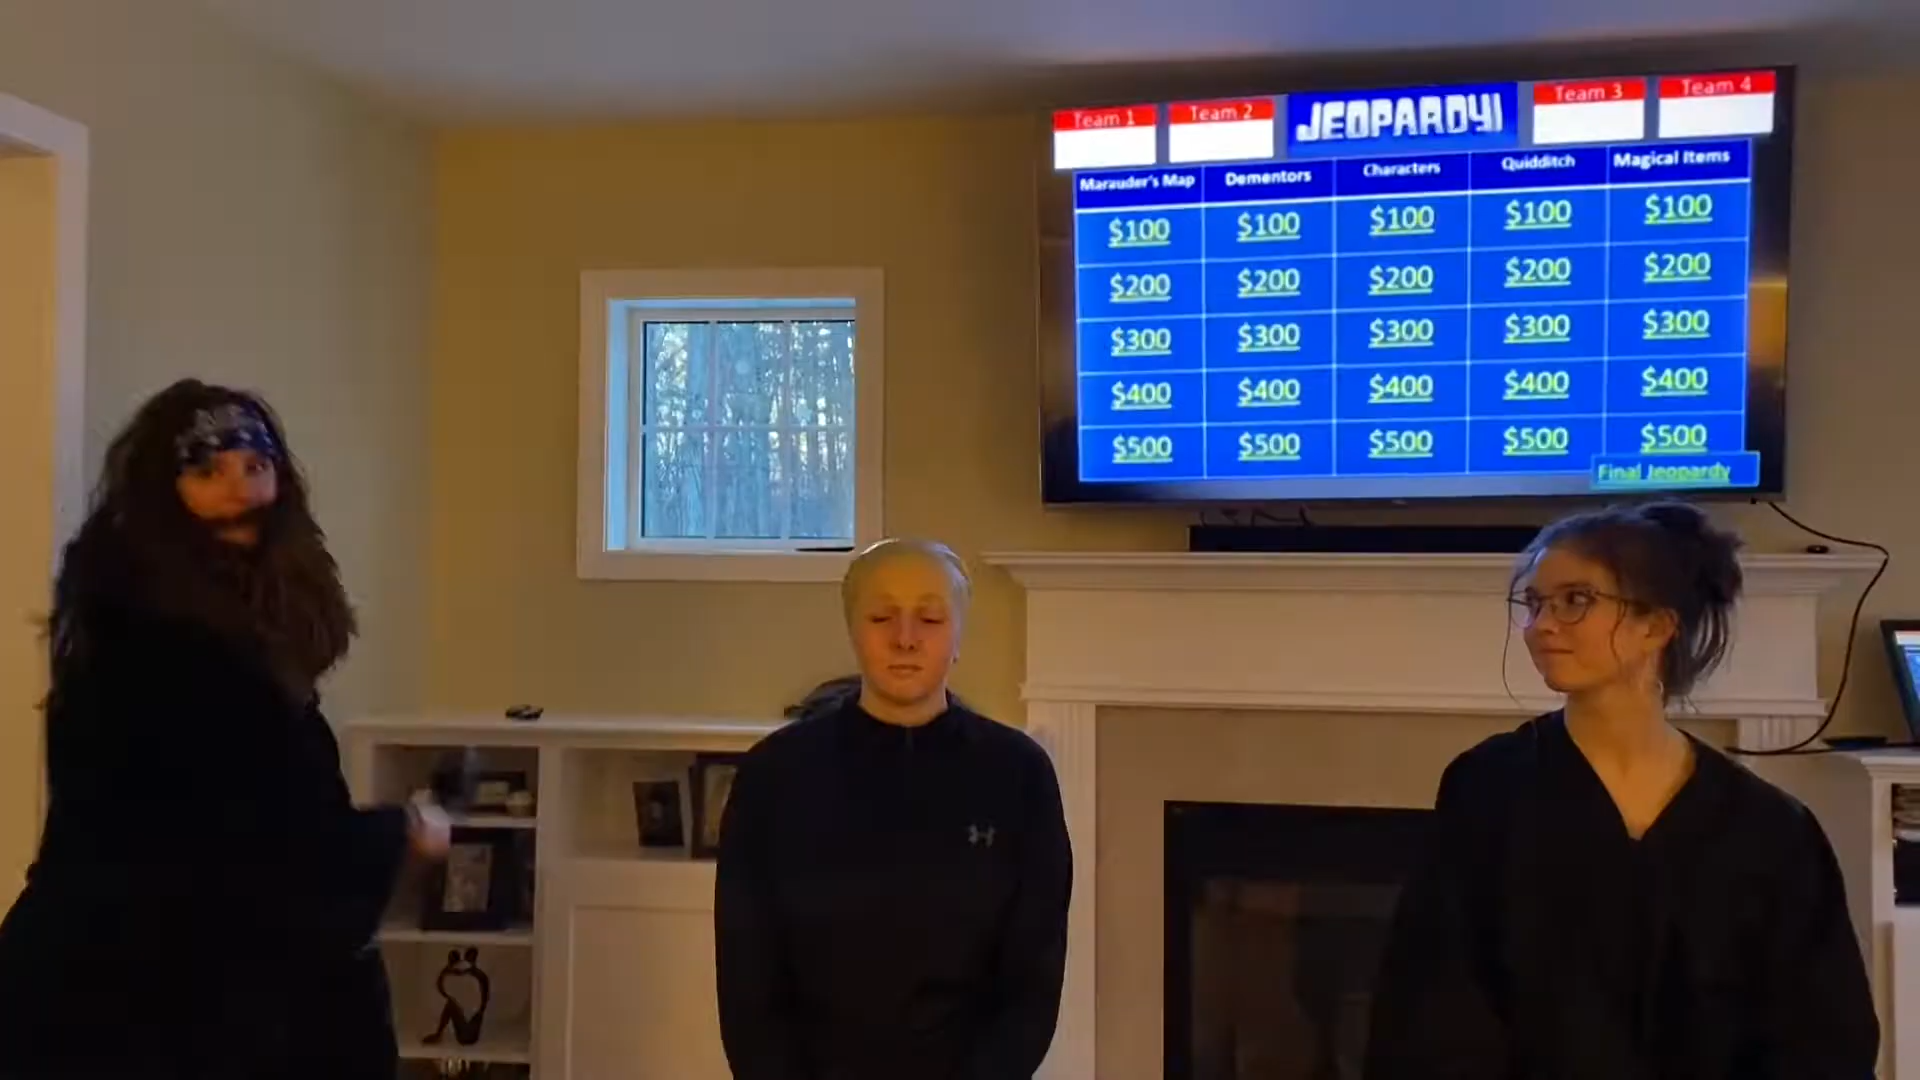 Team 1 Team 2 JEOPARDY! Team 3 Team 4
Marauder's Map Dementors Characters Quidditch Magical Items
$100 $100 $100 $100 $100
$200 $200 $200 $200 $200
$300 $300 $300 $300 $300
$400 $400 $400 $400 $400
$500 $500 $500 $500 $500
Final Jeopardy